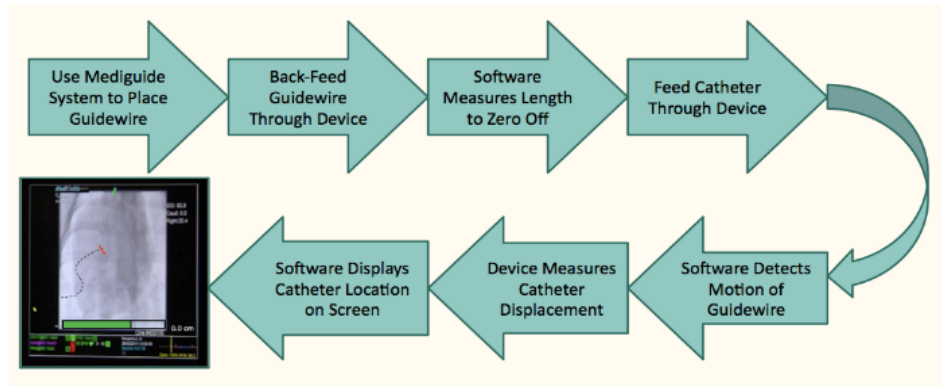 Use Mediguide
System to Place
Guidewire
Back-Feed
Guidewire
Through Device
Software
Measures Length
to Zero Off
Feed Catheter
Through Device
Software Detects
Motion of
Guidewire
Device Measures
Catheter
Displacement
Software Displays
Catheter Location
on Screen
0.0 cm